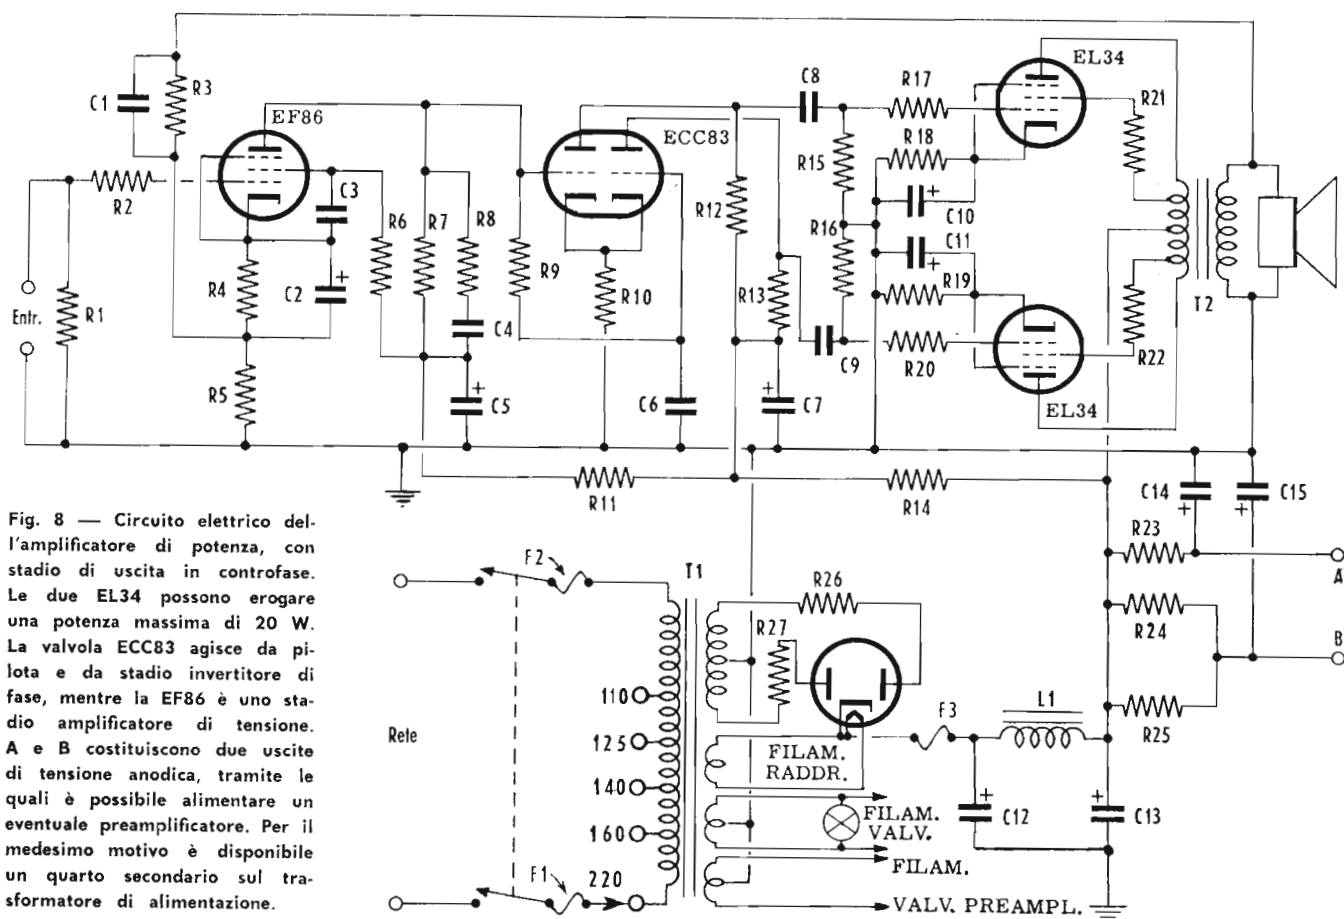 EL34
C8
R17
R21
C1
R3
EF86
ECC83
R18
R15
R2
C3
R12
C10
R6
R7
R8
R16
C11
R9
R4
C2
R10
R13
R19
T2
Entr.
R1
C4
C9
R20
R22
R5
C5
C6
C7
EL34
R11
R14
C14
C15
Fig. 8 — Circuito elettrico del-
l'amplificatore di potenza, con
stadio di uscita in controfase.
Le due EL34 possono erogare
una potenza massima di 20 W.
La valvola ECC83 agisce da pi-
lota e da stadio invertitore di
fase, mentre la EF86 è uno sta-
dio amplificatore di tensione.
A e B costituiscono due uscite
di tensione anodica, tramite le
quali è possibile alimentare un
eventuale preamplificatore. Per il
medesimo motivo è disponibile
un quarto secondario sul tra-
sformatore di alimentazione.
F2
T1
R26
R23
A
R27
R24
B
110
F3
L1
R25
Rete
125
FILAM.
RADDR.
140
160
FILAM.
VALV.
C12
C13
FILAM.
F1
220
VALV. PREAMPL.